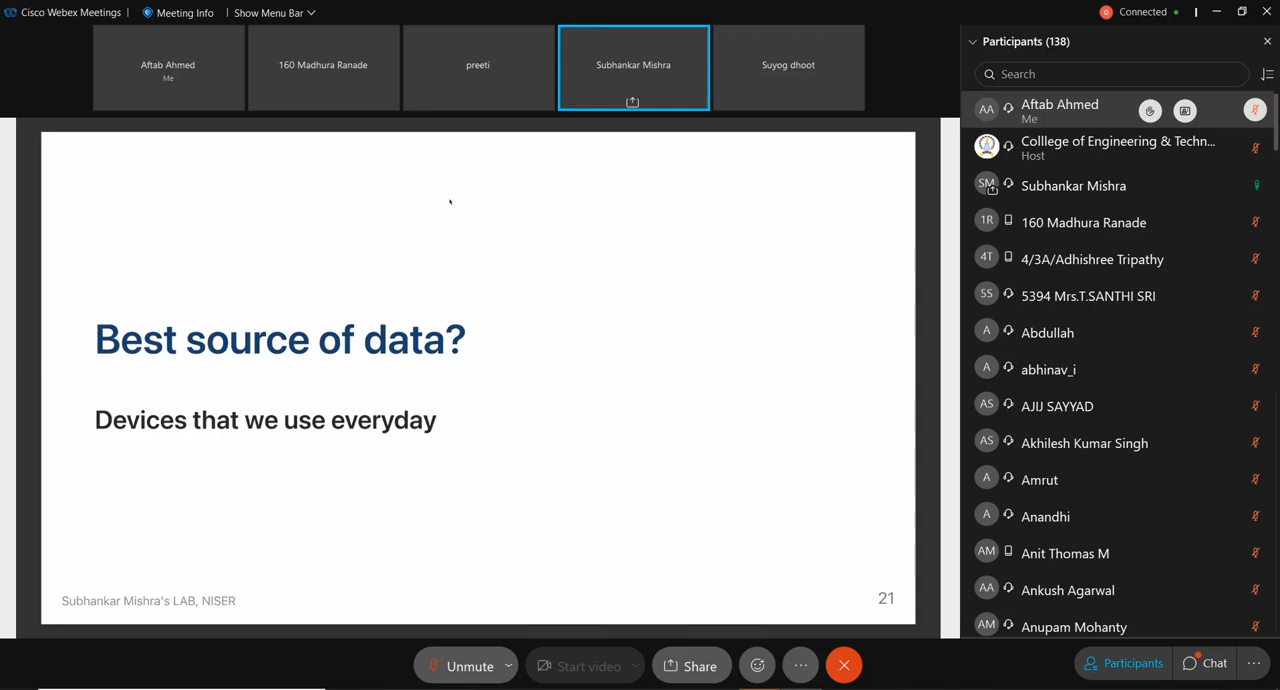 Cisco Webex Meetings | Meeting Info | Show Menu Bar
Connected
Aftab Ahmed
Me
160 Madhura Ranade
preeti
Subhankar Mishra
Suyog dhoot
Best source of data?
Devices that we use everyday
Subhankar Mishra's LAB, NISER
21
Participants (138)
Search
AA Aftab Ahmed
Me
Colllege of Engineering & Techn...
Host
SM Subhankar Mishra
1R 160 Madhura Ranade
4T 4/3A/Adhishree Tripathy
5S 5394 Mrs.T.SANTHI SRI
A Abdullah
A abhinav_i
AS AJIJ SAYYAD
AS Akhilesh Kumar Singh
A Amrut
A Anandhi
AM Anit Thomas M
AA Ankush Agarwal
AM Anupam Mohanty
Unmute
Start video
Share
Participants
Chat